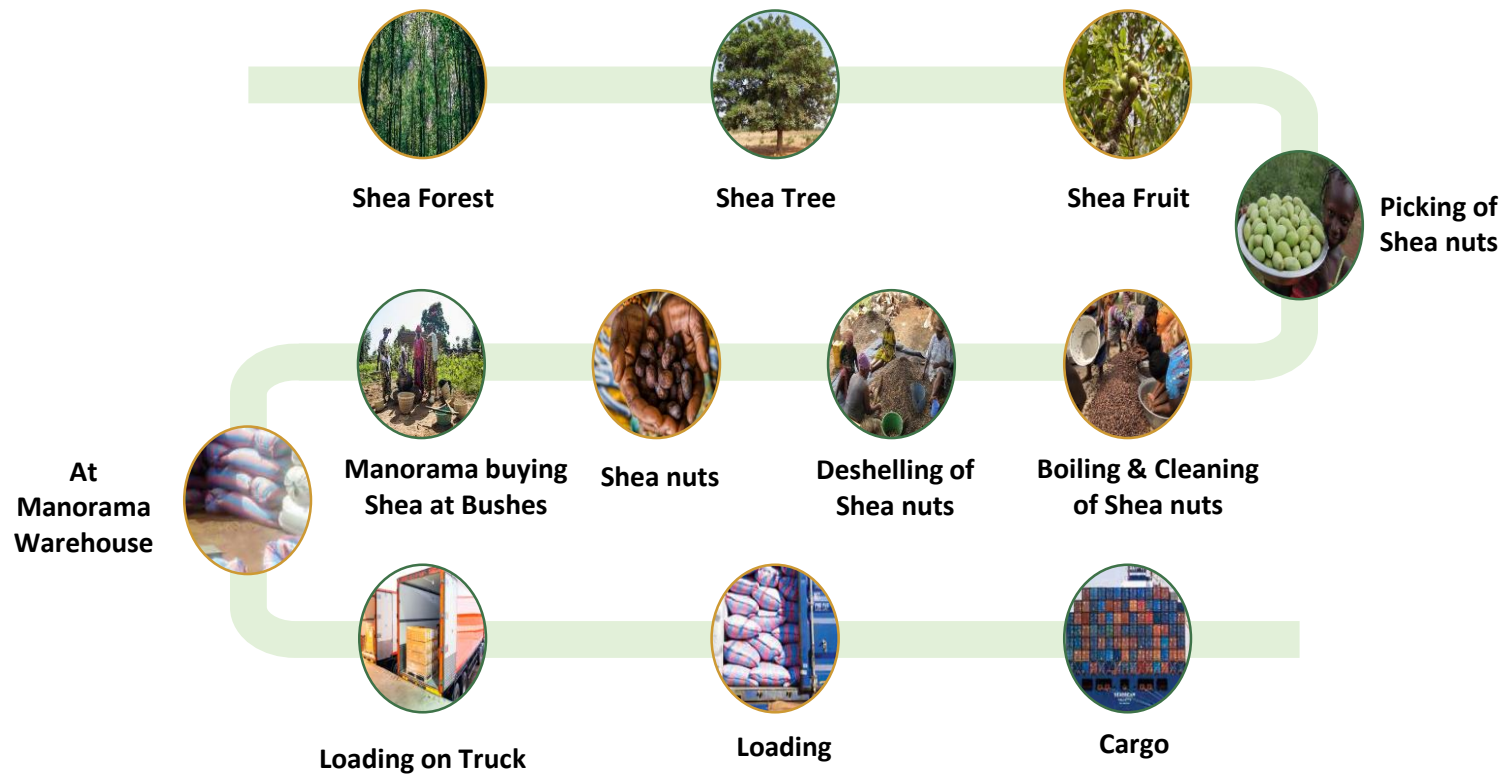 Shea Forest
Shea Tree
Shea Fruit
Picking of
Shea nuts
Boiling & Cleaning
of Shea nuts
Deshelling of
Shea nuts
Shea nuts
Manorama buying
Shea at Bushes
At
Manorama
Warehouse
Loading on Truck
Loading
Cargo